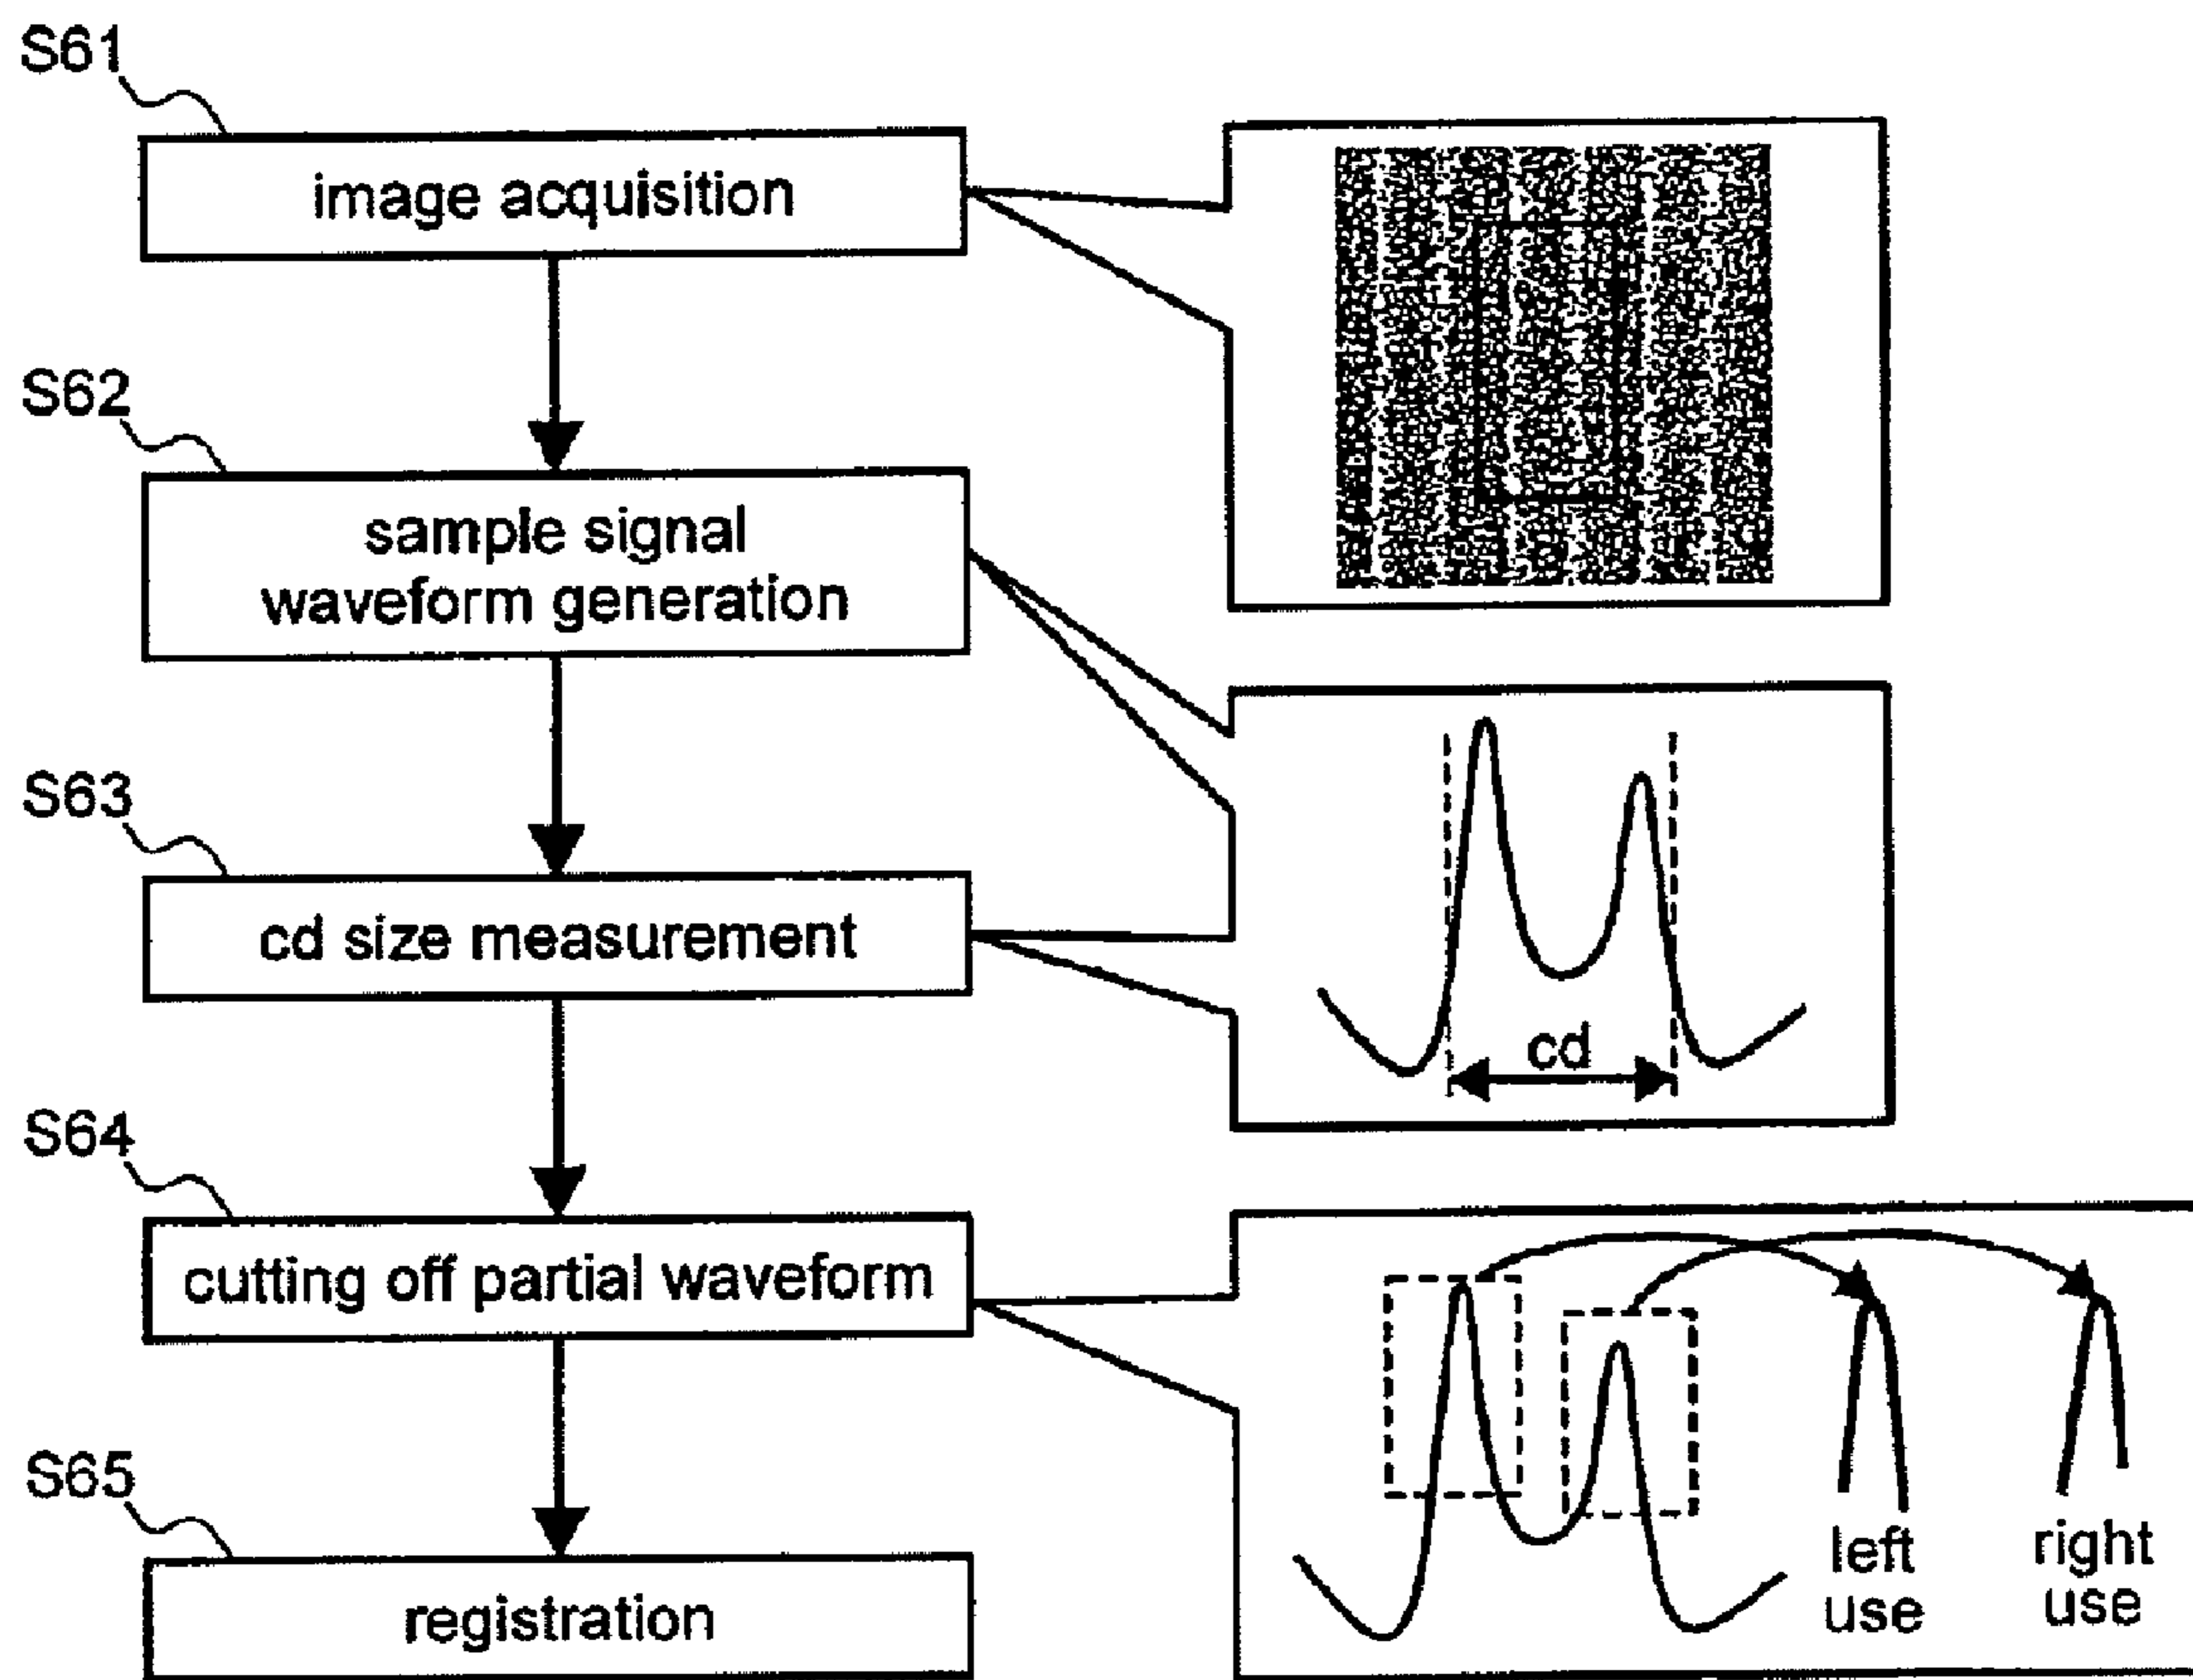 S61
image acquisition
S62
sample signal
waveform generation
S63
cd size measurement
cd
S64
cutting off partial waveform
left
use
right
use
S65
registration